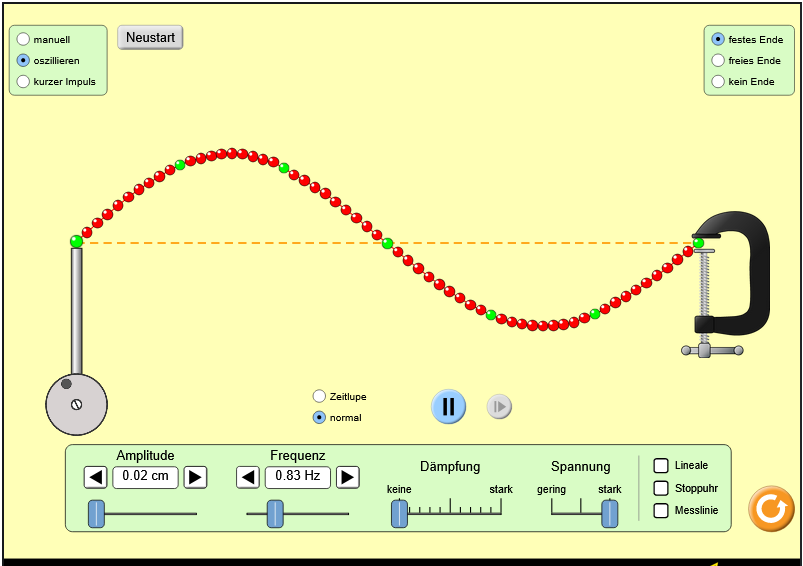 manuell
oszillieren
kurzer Impuls
Neustart
festes Ende
freies Ende
kein Ende
Zeitlupe
normal
Amplitude
0.02 cm
Frequenz
0.83 Hz
Dämpfung
keine stark
Spannung
gering stark
Lineale
Stoppuhr
Messlinie